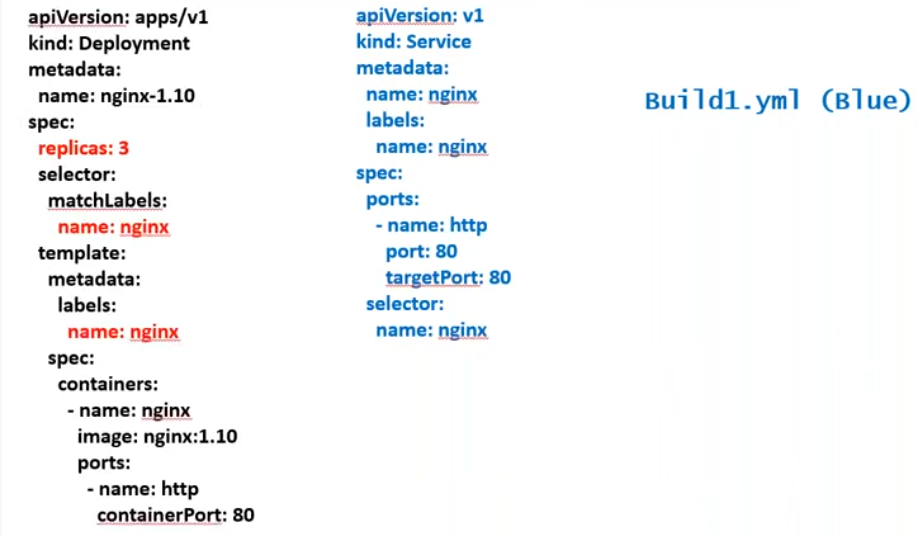 apiVersion: apps/v1
kind: Deployment
metadata:
  name: nginx-1.10
spec:
  replicas: 3
  selector:
    matchLabels:
      name: nginx
  template:
    metadata:
      labels:
        name: nginx
    spec:
      containers:
        - name: nginx
          image: nginx:1.10
          ports:
            - name: http
              containerPort: 80
apiVersion: v1
kind: Service
metadata:
  name: nginx
  labels:
    name: nginx
spec:
  ports:
    - name: http
      port: 80
      targetPort: 80
  selector:
    name: nginx
Build1.yml (Blue)